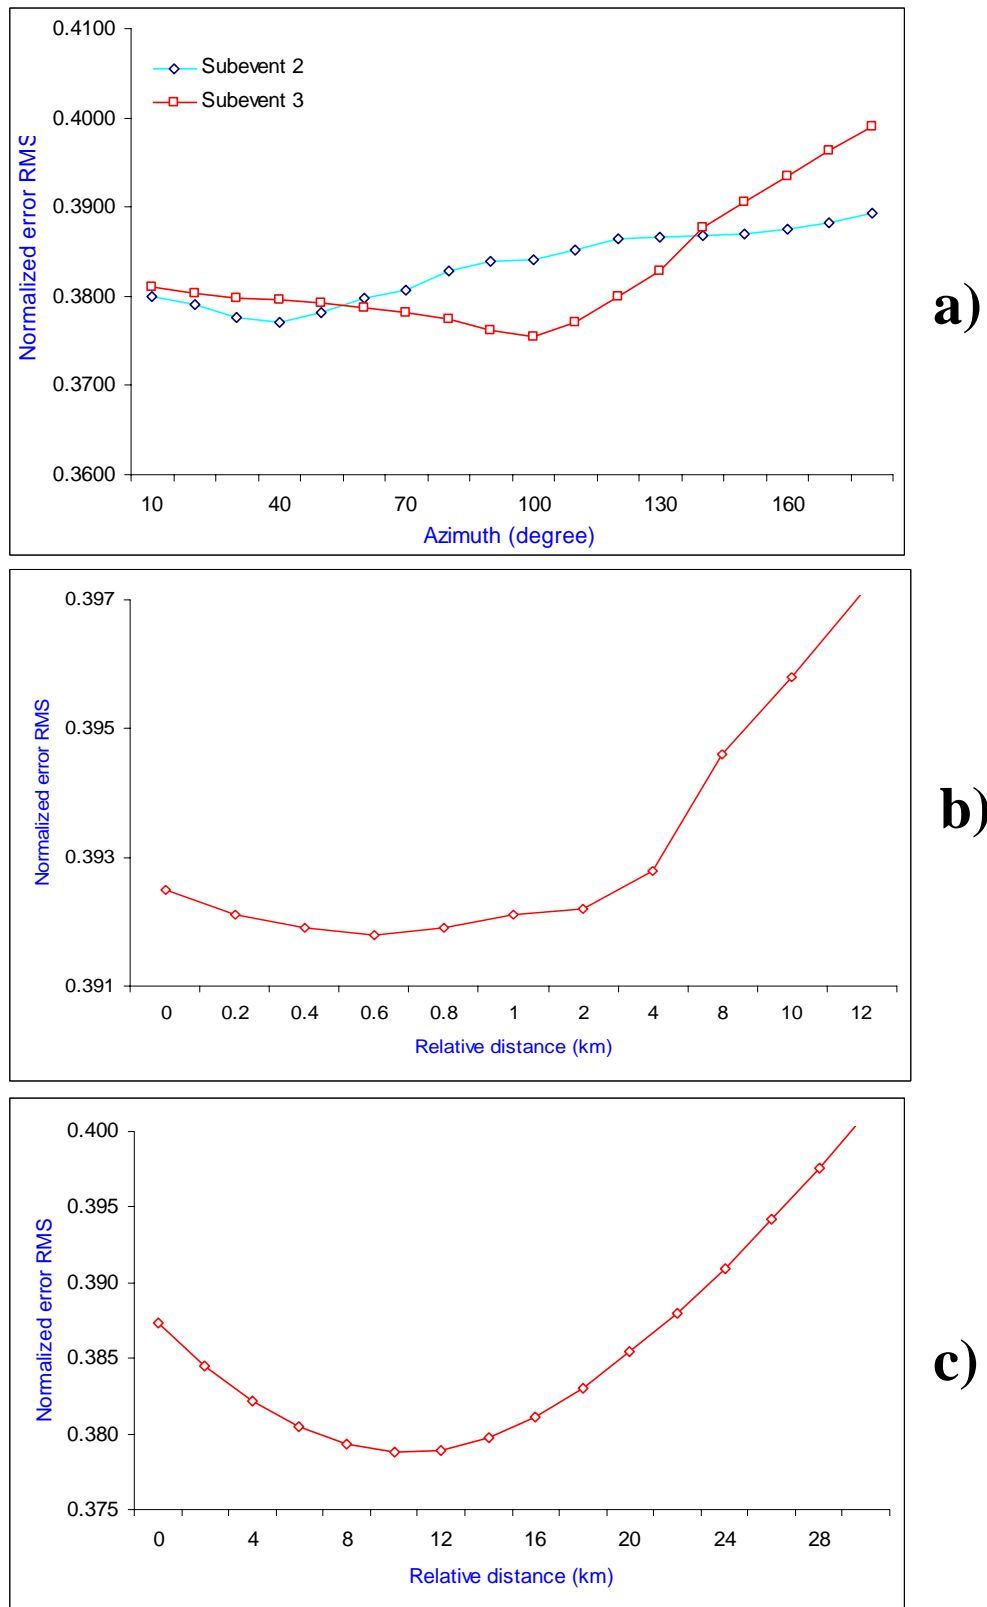 0.4100
Subevent 2
Subevent 3
0.4000
0.3900
0.3800
0.3700
0.3600
Normalized error RMS
10 40 70 100 130 160
Azimuth (degree)
a)
0.397
0.395
0.393
0.391
Normalized error RMS
0 0.2 0.4 0.6 0.8 1 2 4 8 10 12
Relative distance (km)
b)
0.400
0.395
0.390
0.385
0.380
0.375
Normalized error RMS
0 4 8 12 16 20 24 28
Relative distance (km)
c)